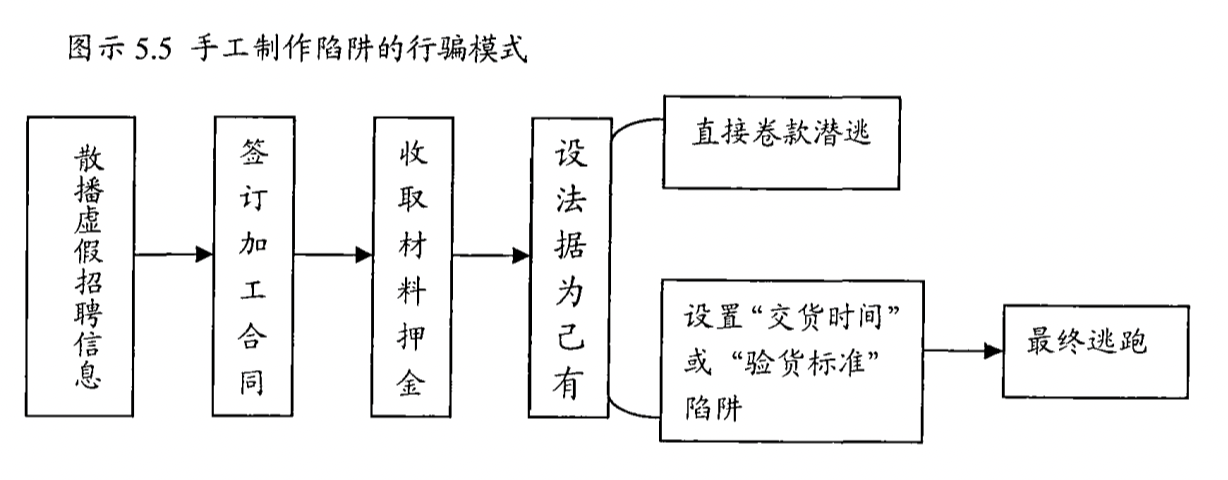 图示 5.5 手工制作陷阱的行骗模式
散播虚假招聘信息
签订加工合同
收取材料押金
设法据为己有
直接卷款潜逃
设置“交货时间”
或“验货标准”
陷阱
最终逃跑